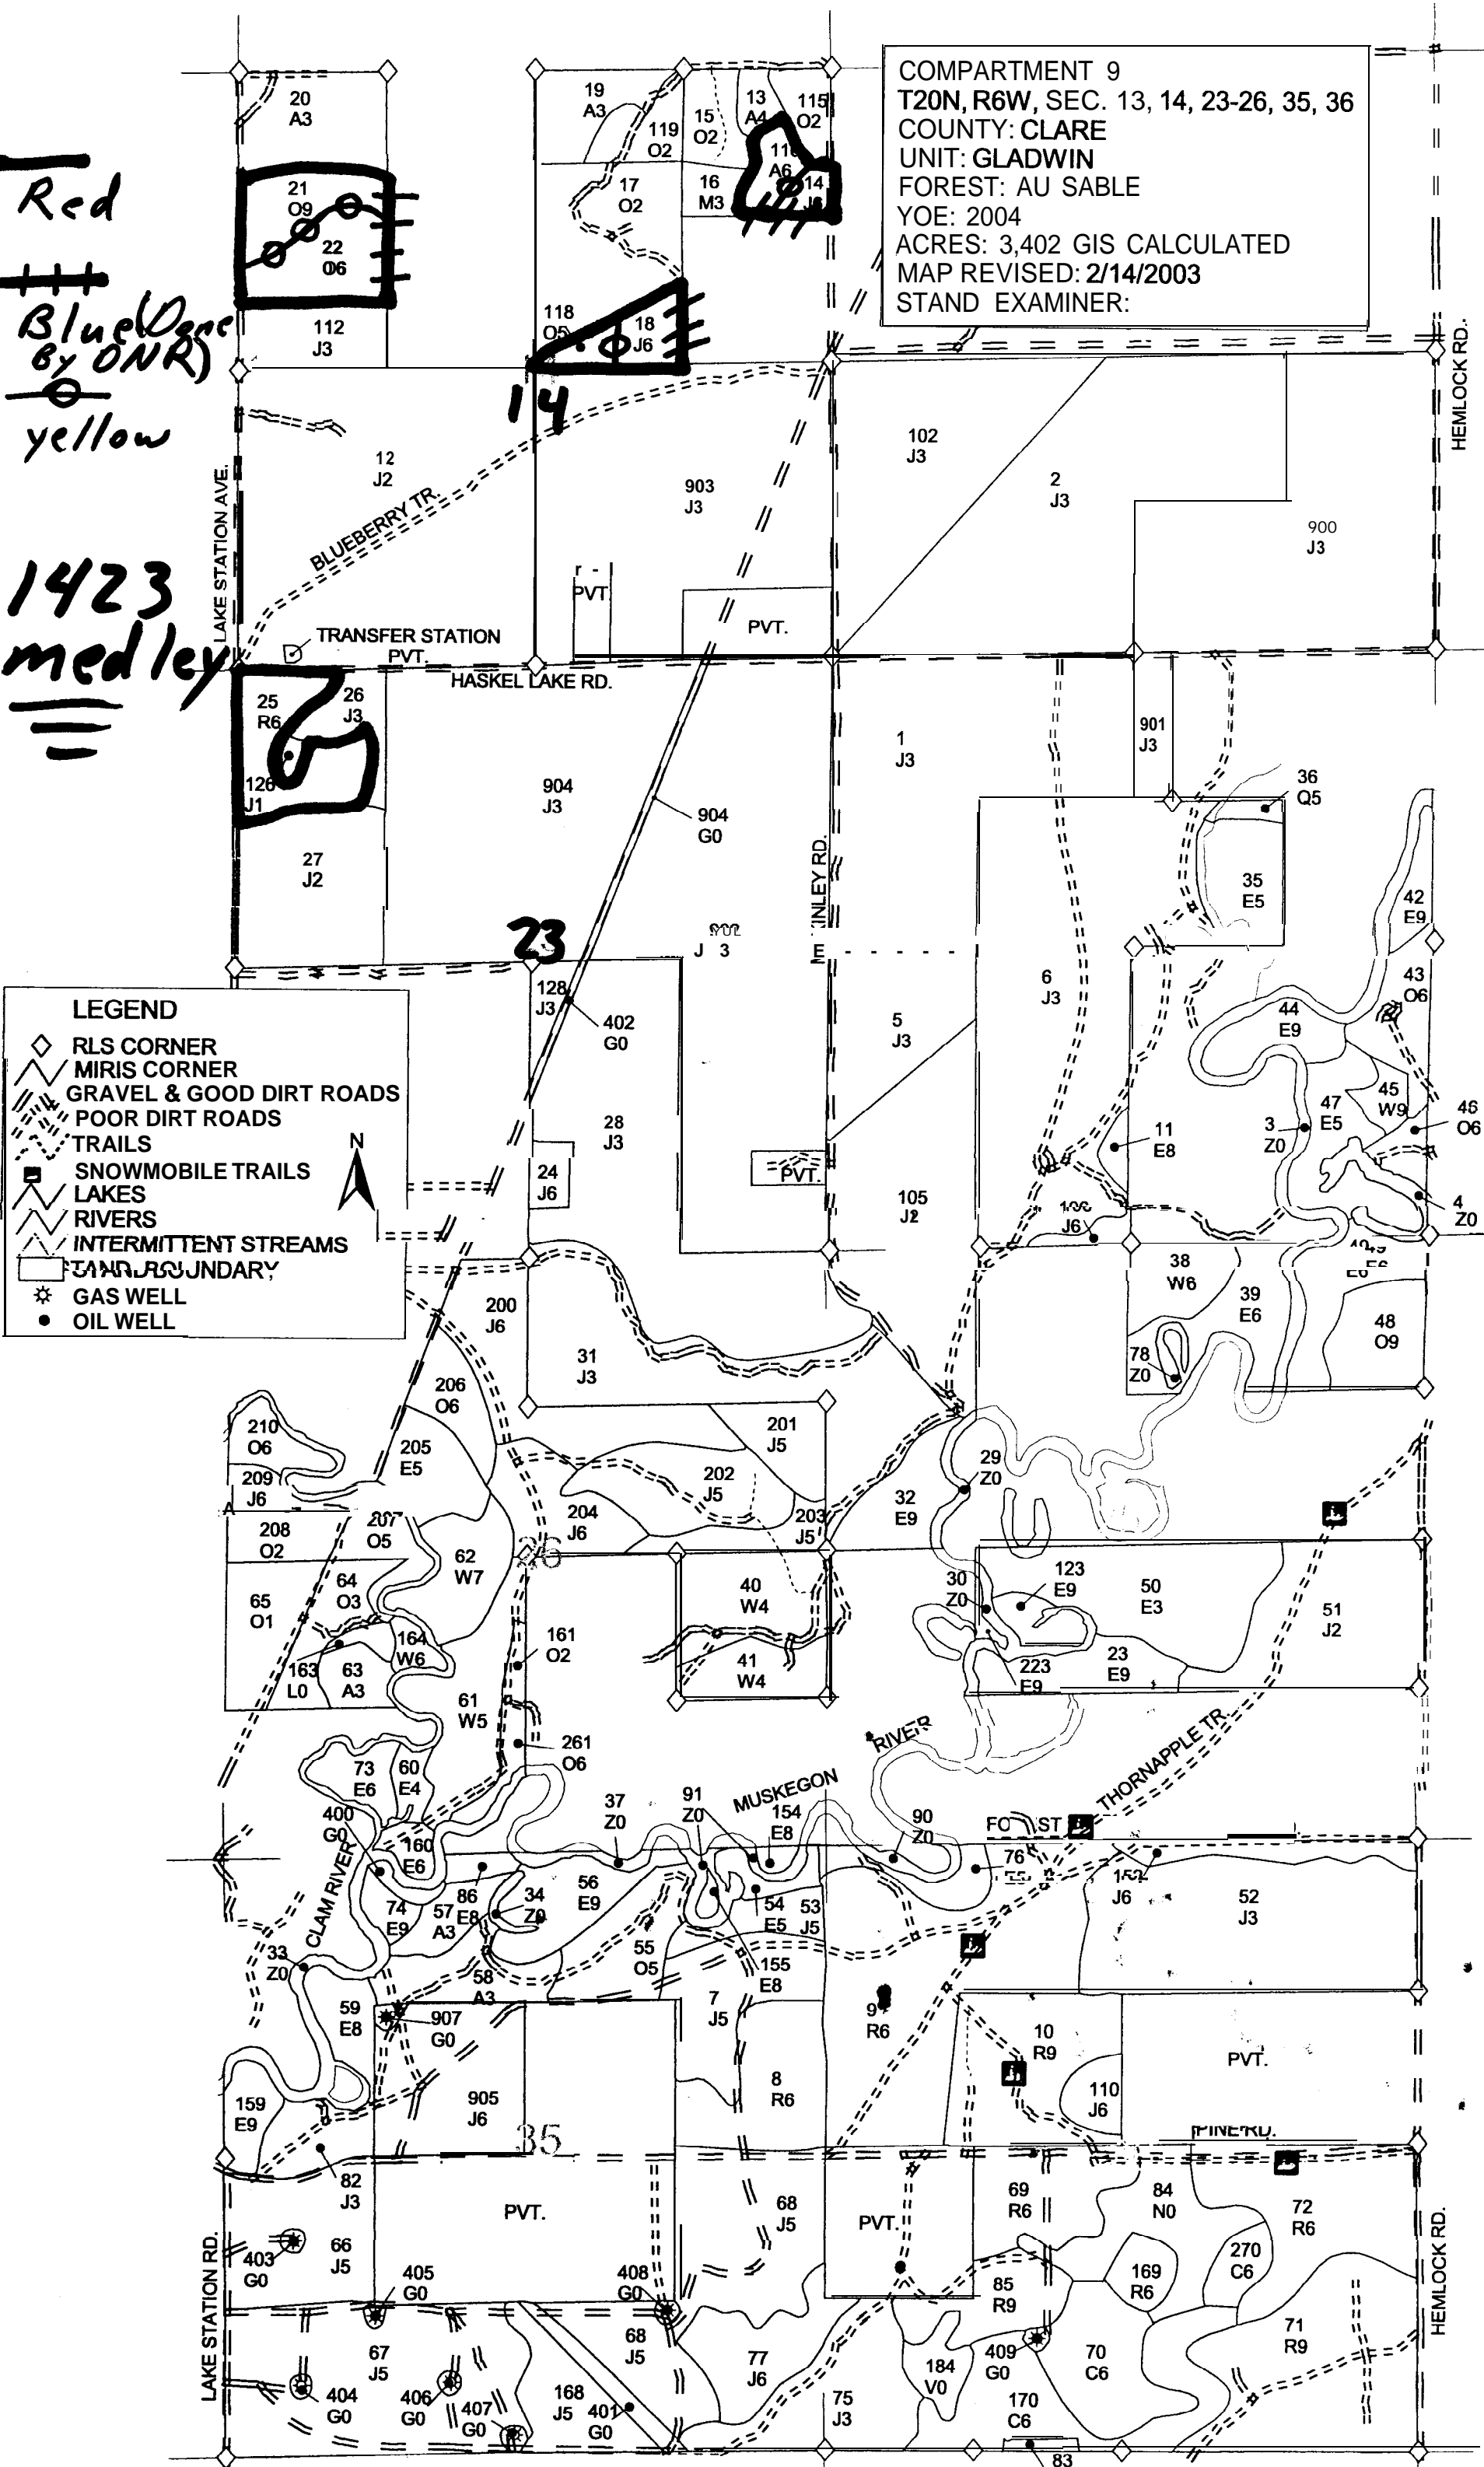 COMPARTMENT 9
T20N, R6W, SEC. 13, 14, 23-26, 35, 36
COUNTY: CLARE
UNIT: GLADWIN
FOREST: AU SABLE
YOE: 2004
ACRES: 3,402 GIS CALCULATED
MAP REVISED: 2/14/2003
STAND EXAMINER:
Red
Blue (Done
By DNR)
yellow
1423
medley
20
A3
21
O9
22
O6
112
J3
19
A3
119
O2
15
O2
13
A4
115
O2
A6
14
17
O2
16
M3
118
O5
18
J6
14
12
J2
BLUEBERRY TR.
LAKE STATION AVE.
HEMLOCK RD.
903
J3
102
J3
2
J3
900
J3
PVT
PVT.
TRANSFER STATION
PVT.
HASKEL LAKE RD.
25
R6
26
J3
126
J1
27
J2
904
J3
904
G0
1
J3
901
J3
36
Q5
35
E5
42
E9
43
O6
23
J 3
INLEY RD.
6
J3
5
J3
44
E9
47
E5
45
W9
46
O6
3
Z0
4
Z0
11
E8
128
J3
402
G0
28
J3
24
J6
PVT.
105
J2
J6
38
W6
39
E6
48
O9
78
Z0
LEGEND
RLS CORNER
MIRIS CORNER
GRAVEL & GOOD DIRT ROADS
POOR DIRT ROADS
TRAILS
SNOWMOBILE TRAILS
LAKES
RIVERS
INTERMITTENT STREAMS
GAS WELL
OIL WELL
N
200
J6
31
J3
206
O6
210
O6
205
E5
209
J6
201
J5
202
J5
203
J5
204
J6
29
Z0
32
E9
208
O2
207
O5
62
W7
26
65
O1
64
O3
164
W6
163
L0
63
A3
161
O2
61
W5
261
O6
40
W4
41
W4
30
Z0
123
E9
50
E3
51
J2
223
E9
23
E9
73
E6
60
E4
400
G0
160
E6
37
Z0
91
Z0
MUSKEGON
RIVER
154
E8
90
Z0
THORNAPPLE TR.
76
J6
52
J3
CLAM RIVER
74
E9
57
A3
86
E8
34
Z0
56
E9
54
E5
53
J5
33
Z0
58
A3
55
O5
155
E8
7
J5
59
E8
907
G0
9
R6
10
R9
PVT.
159
E9
905
J6
8
R6
110
J6
35
PINE RD.
82
J3
PVT.
68
J5
PVT.
69
R6
84
N0
72
R6
LAKE STATION RD.
403
G0
66
J5
405
G0
408
G0
85
R9
169
R6
270
C6
HEMLOCK RD.
67
J5
68
J5
77
J6
184
V0
409
G0
70
C6
71
R9
404
G0
406
G0
407
G0
168
J5
401
G0
75
J3
170
C6
83